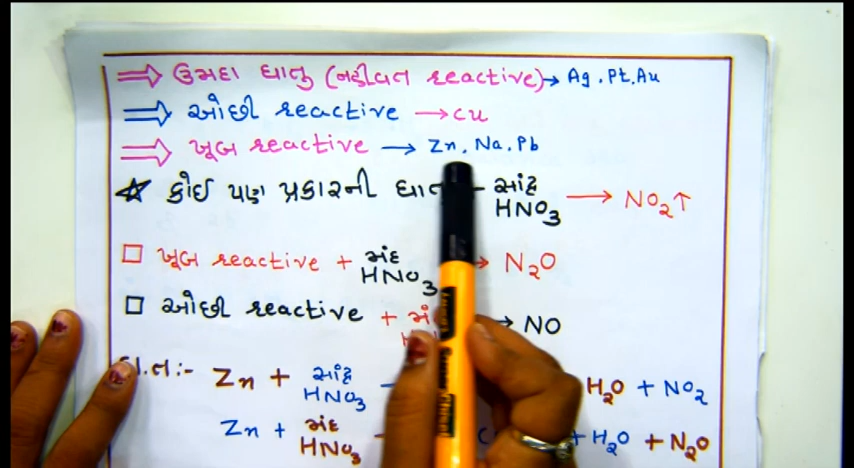 ⇒ ઉમદા ધાતુ (નહીંવત reactive) → Ag, Pt, Au
⇒ ઓછી reactive → Cu
⇒ ખૂબ reactive → Zn, Na, Pb
☆ કોઈ પણ પ્રકારની સાંદ્ર HNO₃ → NO₂↑
□ ખૂબ reactive + મંદ HNO₃ → N₂O
□ ઓછી reactive + → NO
Zn + સાંદ્ર HNO₃ H₂O + NO₂
Zn + મંદ HNO₃ + H₂O + N₂O